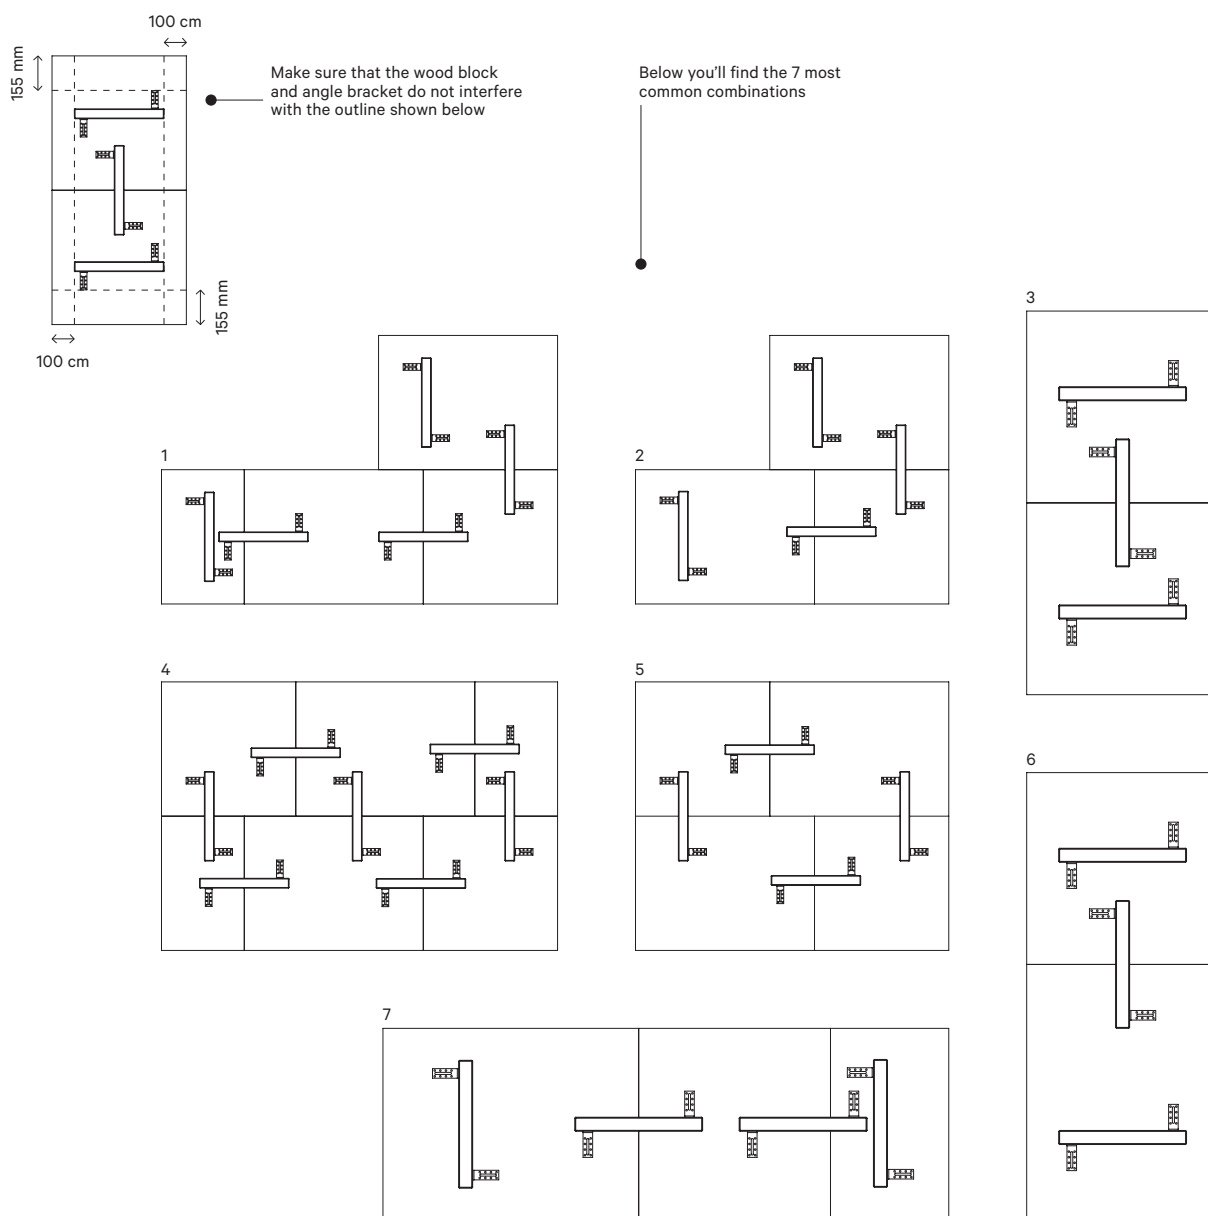 100 cm
155 mm
Make sure that the wood block
and angle bracket do not interfere
with the outline shown below
Below you'll find the 7 most
common combinations
155 mm
100 cm
3
1
2
4
5
6
7